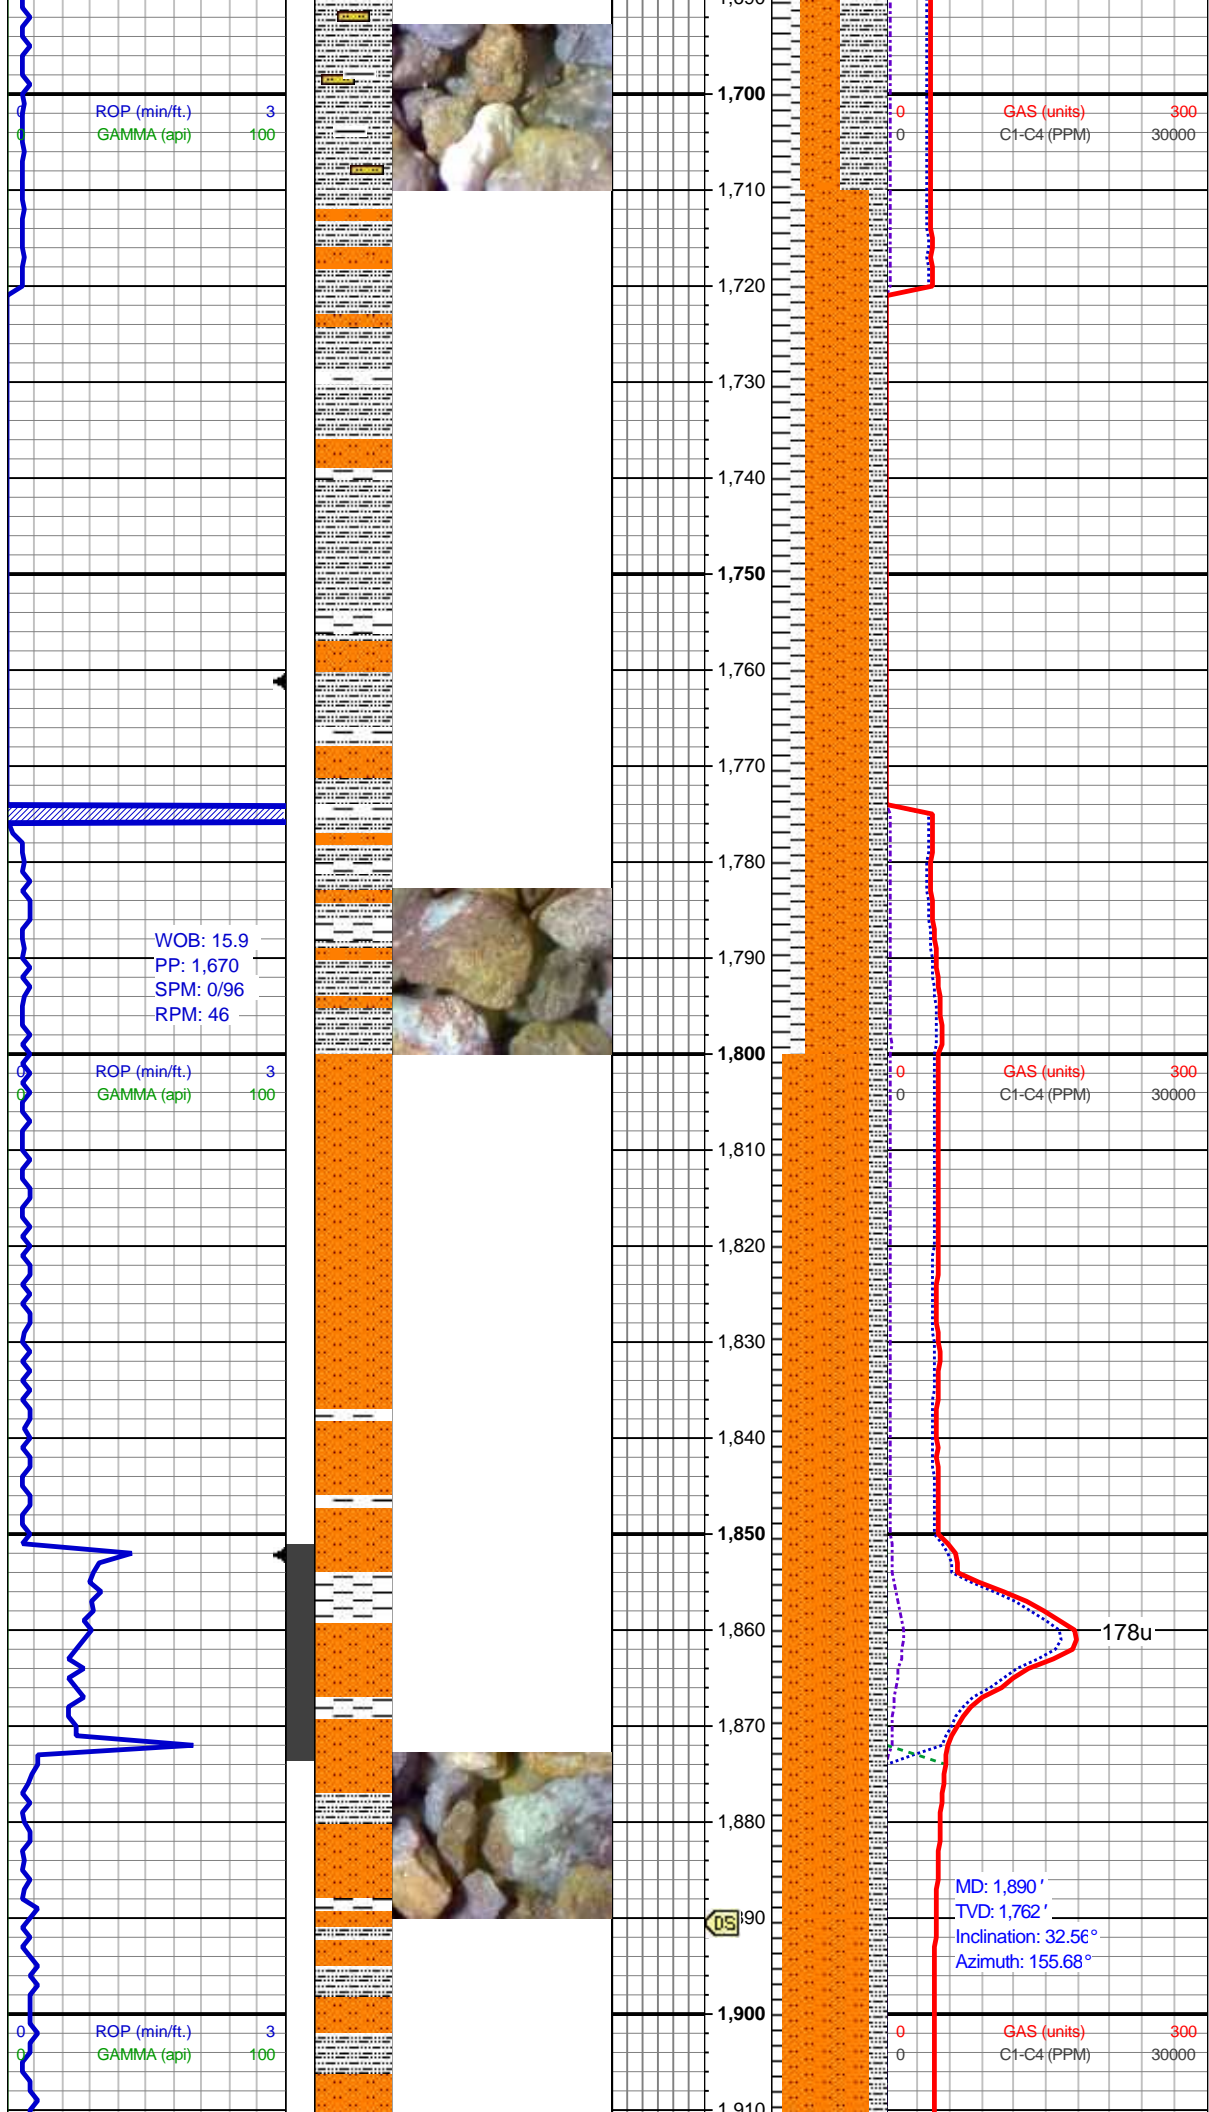 1,700
0 ROP (min/ft.) 3
0 GAMMA (api) 100
0 GAS (units) 300
0 C1-C4 (PPM) 30000
1,710
1,720
1,730
1,740
1,750
1,760
1,770
1,780
WOB: 15.9
PP: 1,670
SPM: 0/96
RPM: 46
1,790
1,800
0 ROP (min/ft.) 3
0 GAMMA (api) 100
0 GAS (units) 300
0 C1-C4 (PPM) 30000
1,810
1,820
1,830
1,840
1,850
1,860
178u
1,870
1,880
MD: 1,890 '
TVD: 1,762 '
Inclination: 32.56°
Azimuth: 155.68°
DS
90
1,900
0 ROP (min/ft.) 3
0 GAMMA (api) 100
0 GAS (units) 300
0 C1-C4 (PPM) 30000
1,910